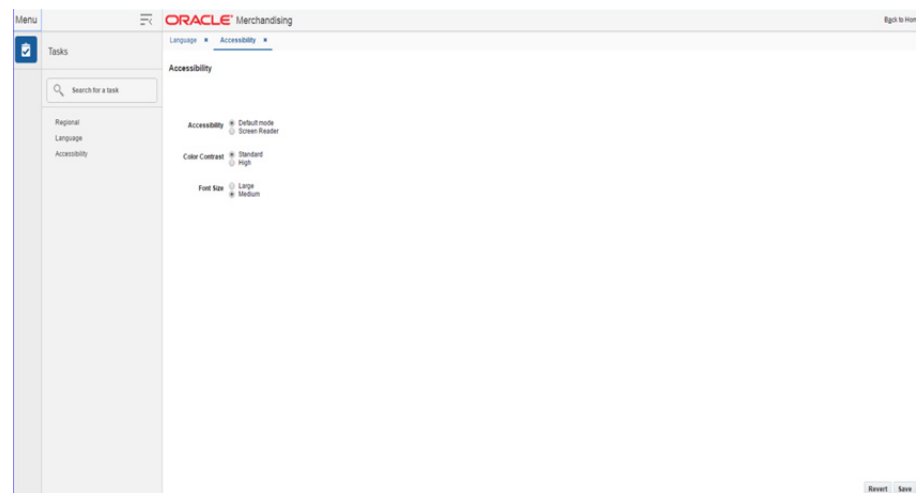 Menu
ORACLE® Merchandising
Back to Hom
Tasks
Language
Accessibility
Search for a task
Accessibility
Regional
Language
Accessibility
Accessibility
Default mode
Screen Reader
Color Contrast
Standard
High
Font Size
Large
Medium
Revert
Save